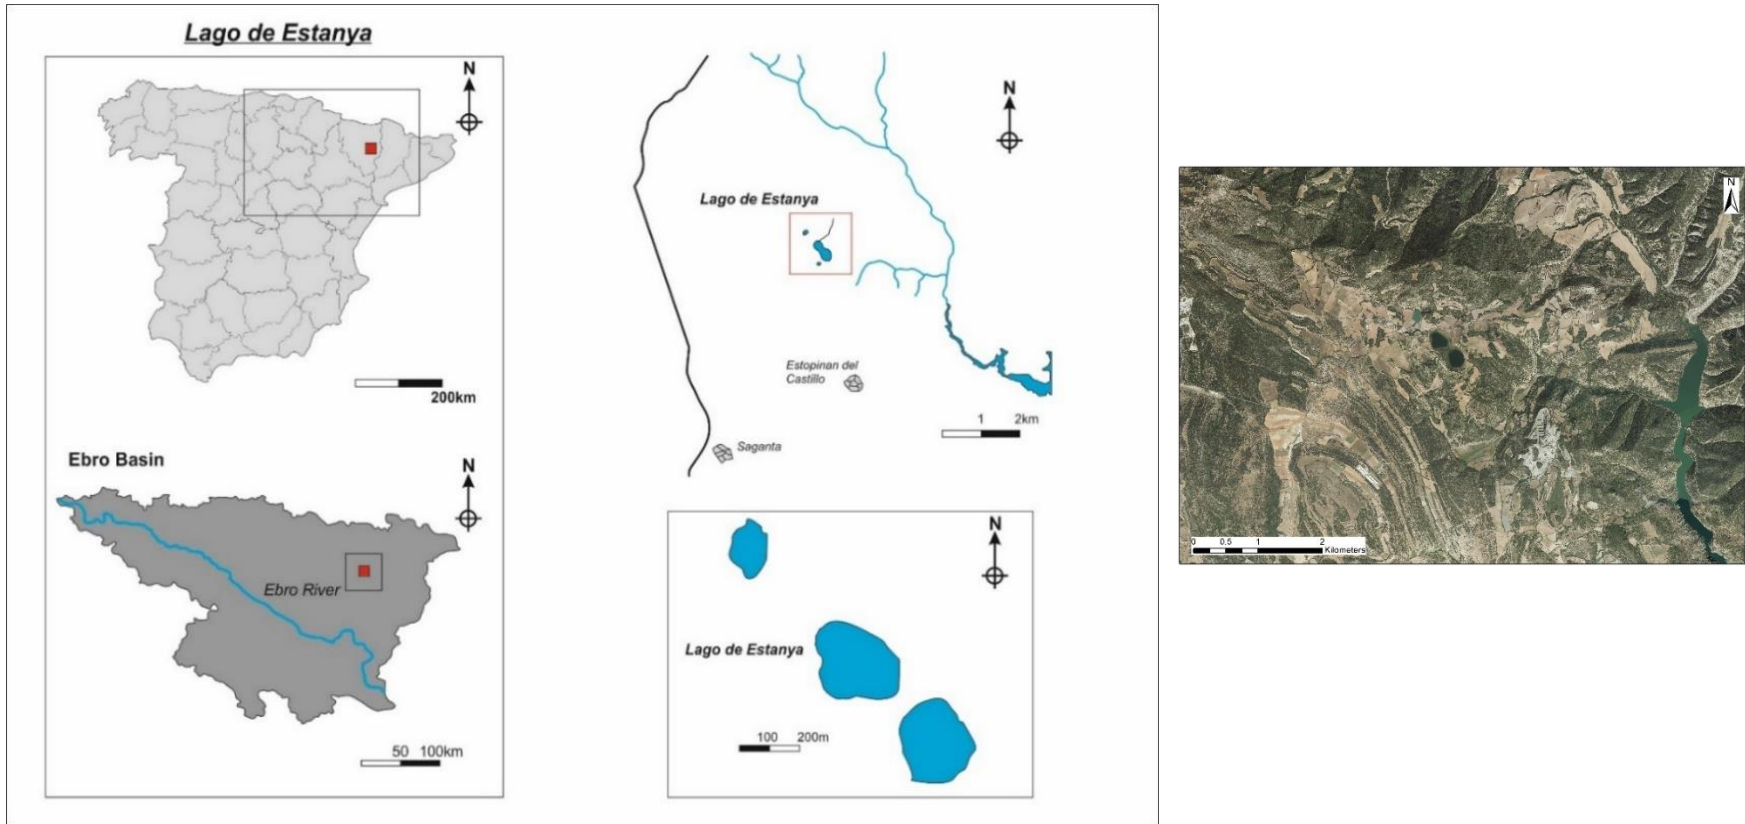 Lago de Estanya
N
200km
Ebro Basin
N
Ebro River
50 100km
N
Lago de Estanya
Estopinan del
Castillo
1 2km
Saganta
N
Lago de Estanya
100 200m
N
0 0,5 1 2
Kilometers